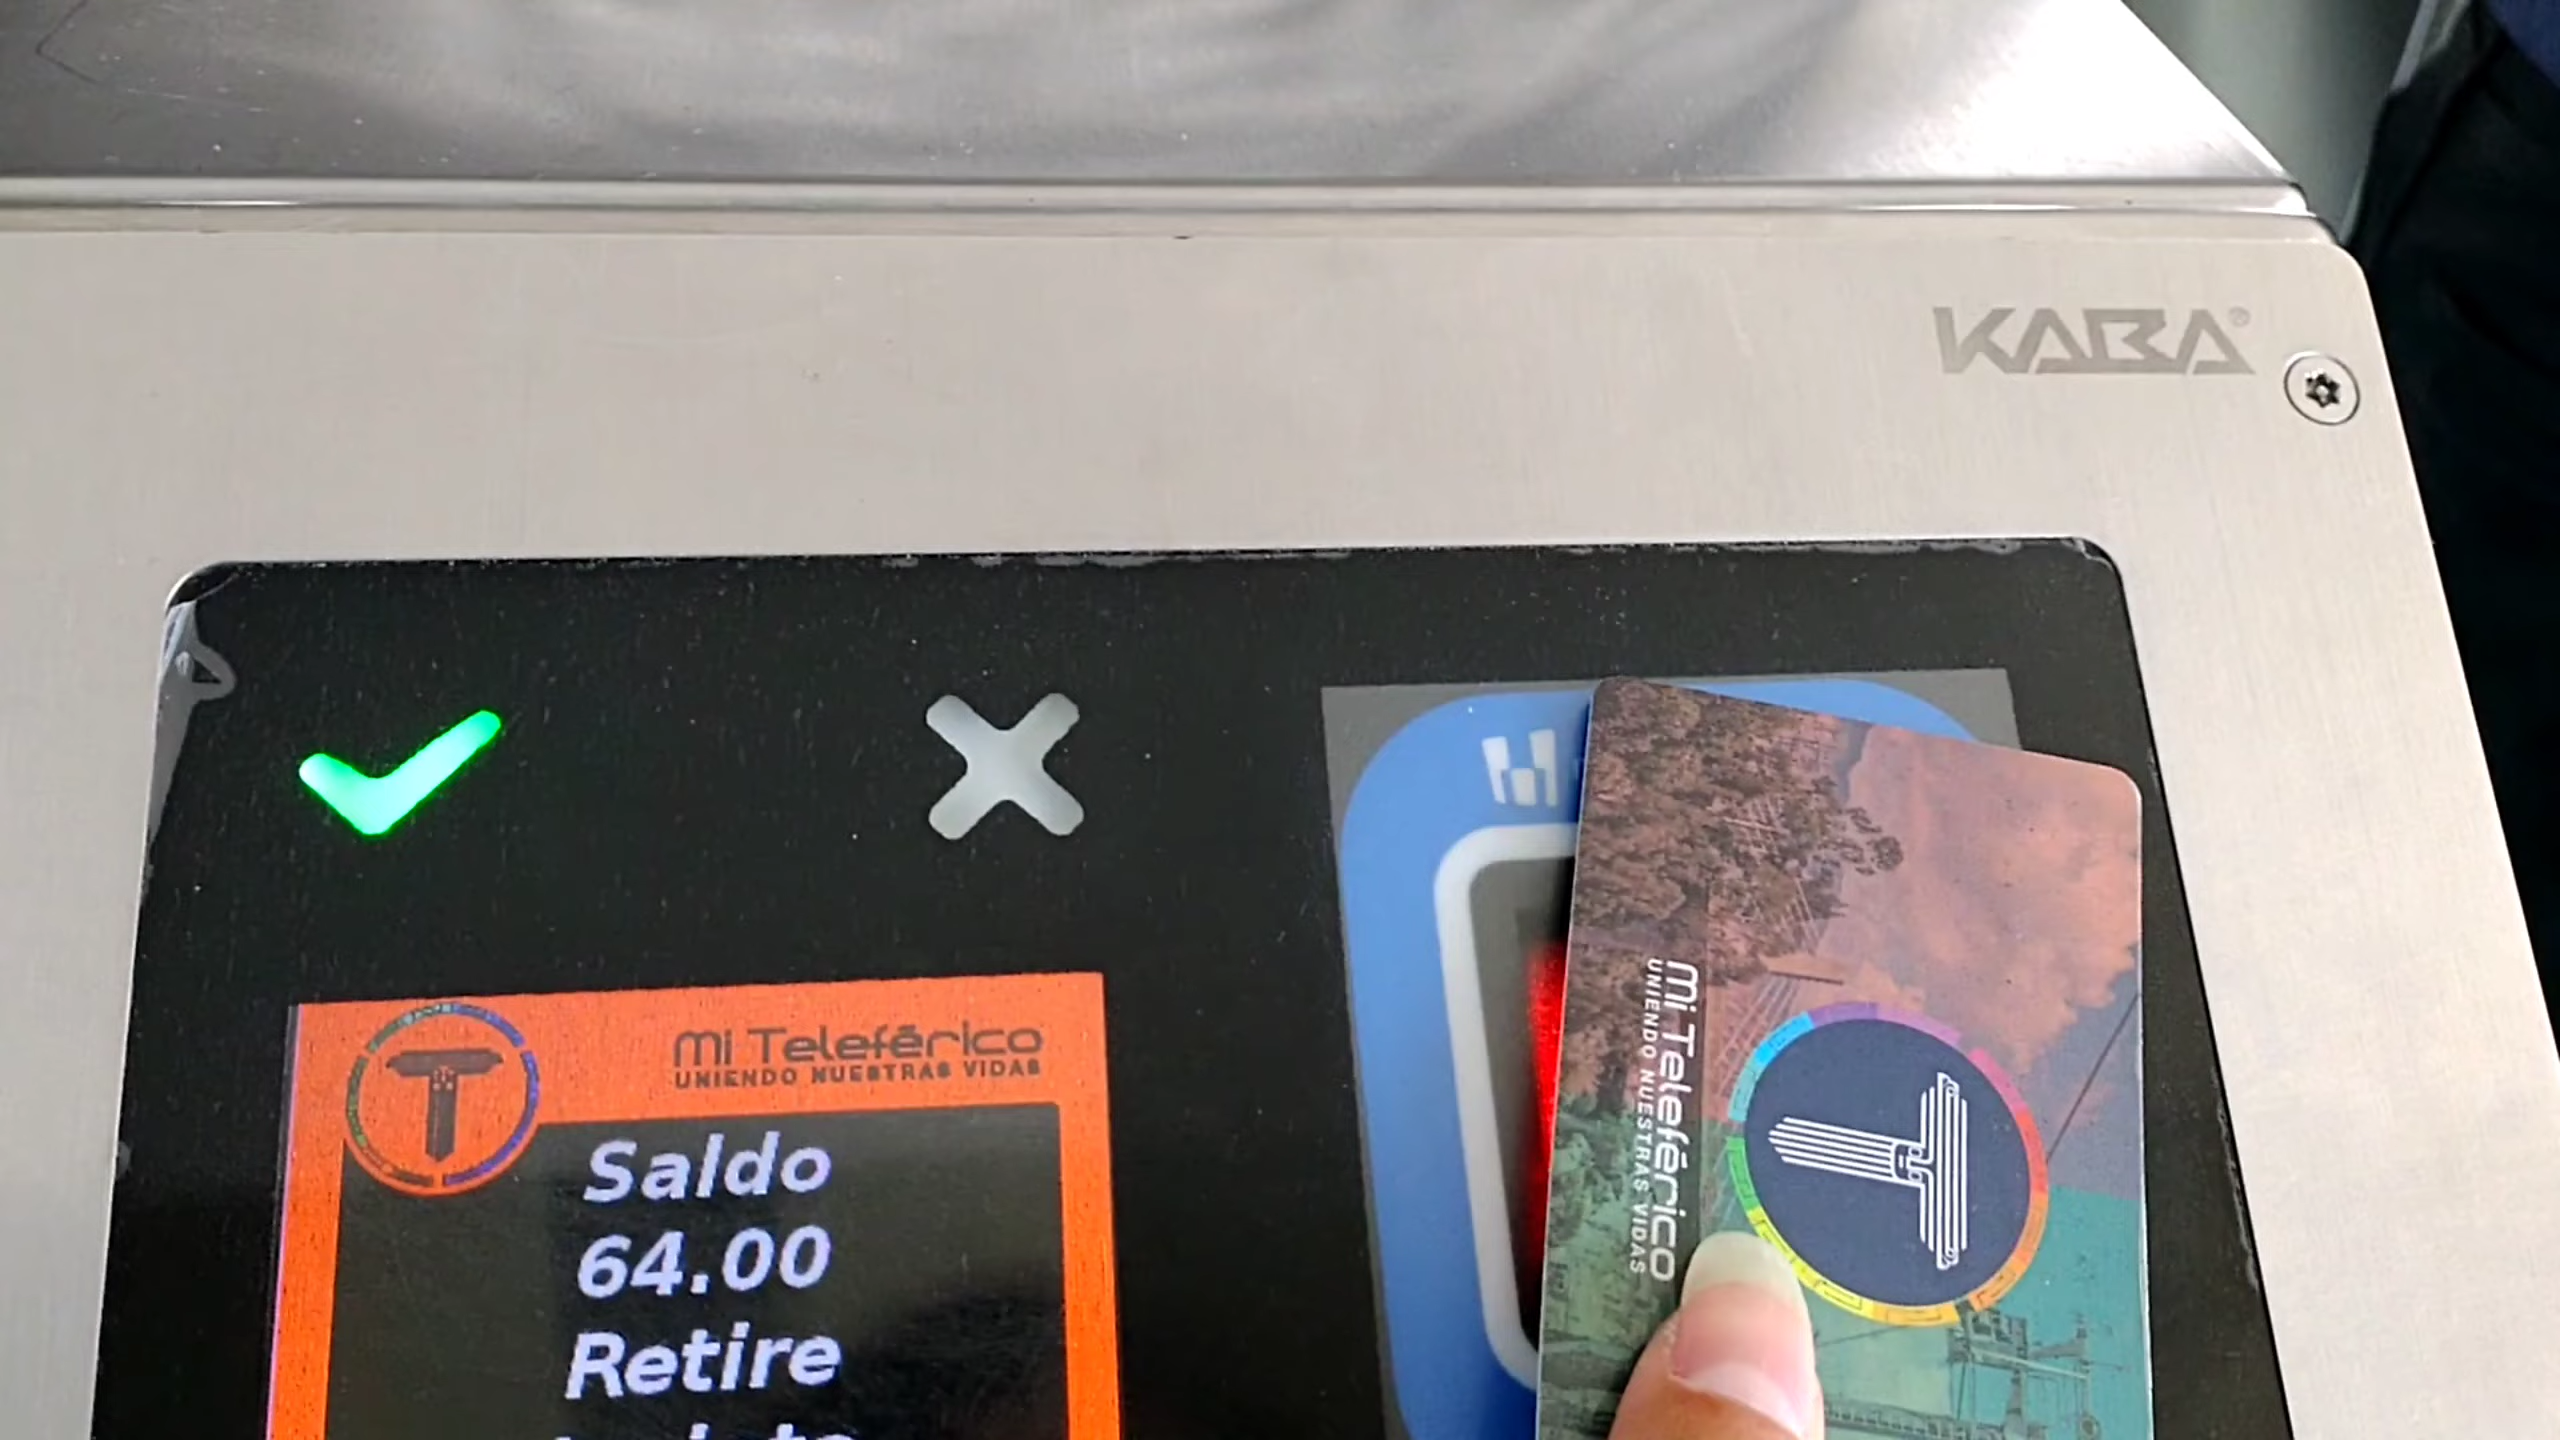 KABA®
mi Teleférico
UNIENDO NUESTRAS VIDAS
Saldo
64.00
Retire
mi Teleférico
UNIENDO NUESTRAS VIDAS